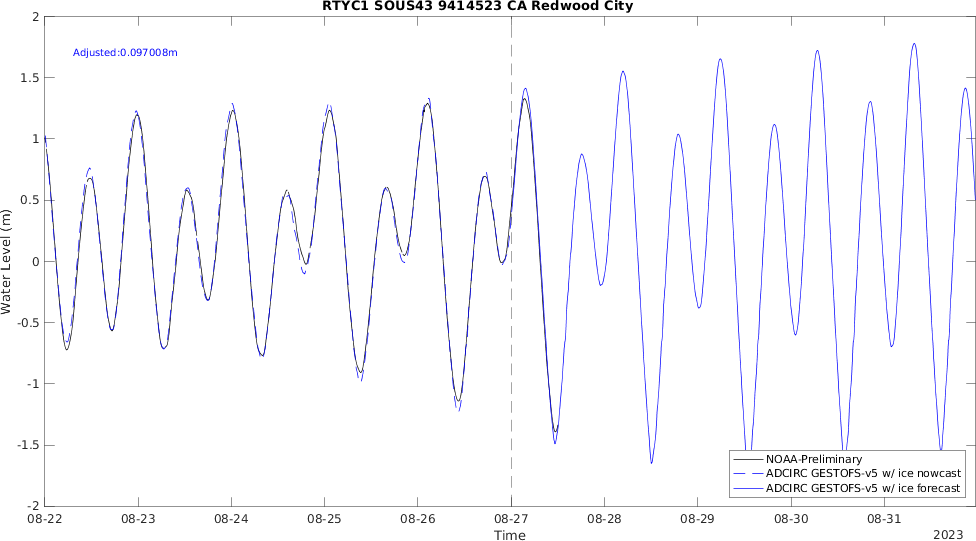 RTYC1 SOUS43 9414523 CA Redwood City
Adjusted:0.097008m
2
1.5
1
0.5
0
-0.5
-1
-1.5
-2
Water Level (m)
NOAA-Preliminary
ADCIRC GESTOFS-v5 w/ ice nowcast
ADCIRC GESTOFS-v5 w/ ice forecast
08-22 08-23 08-24 08-25 08-26 08-27 08-28 08-29 08-30 08-31
Time
2023